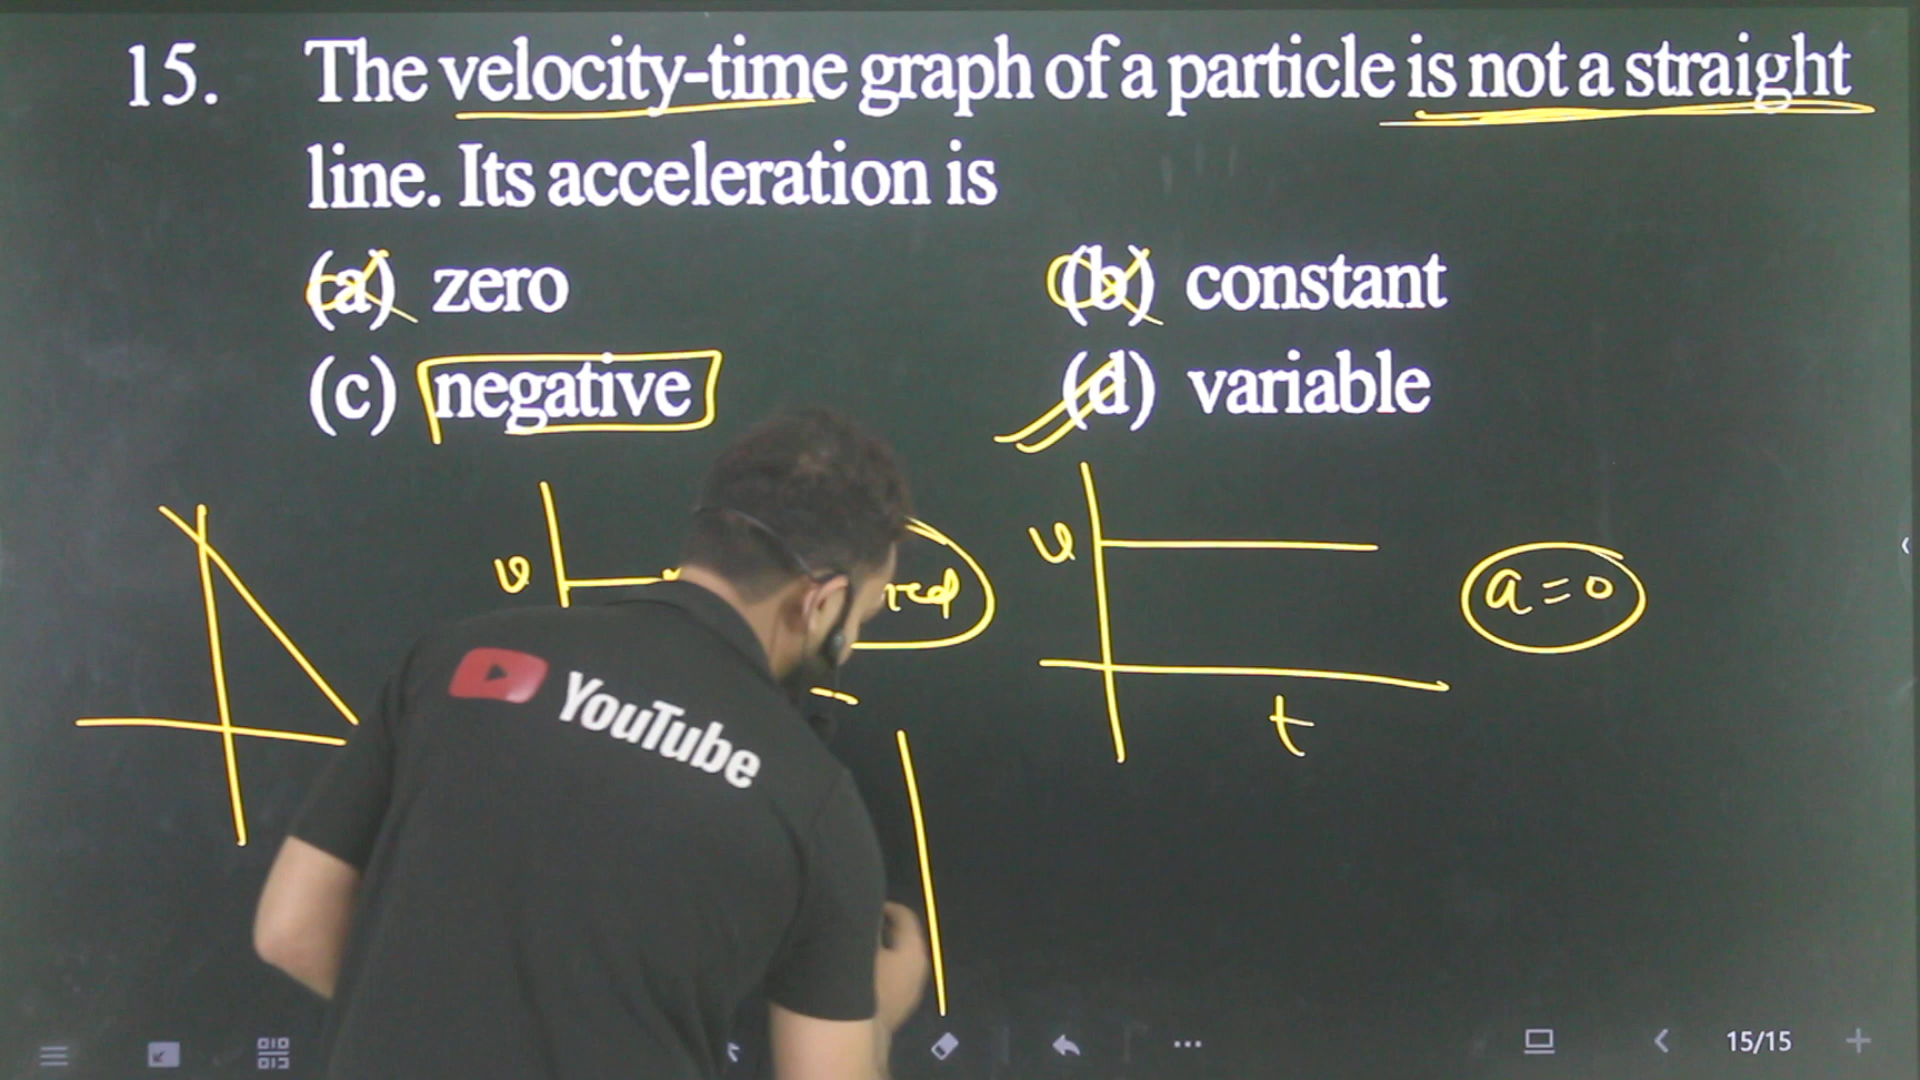 15. The velocity-time graph of a particle is not a straight
line. Its acceleration is
(a) zero
(b) constant
(c) negative
(d) variable
v
v
a = 0
t
YouTube
15/15